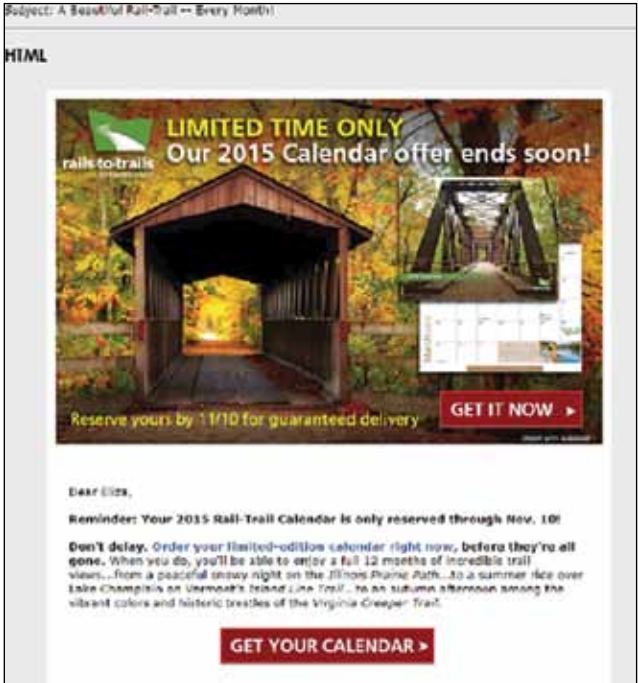 Subject: A Beautiful Rail-Trail -- Every Month!
HTML
LIMITED TIME ONLY
Our 2015 Calendar offer ends soon!
rails-to-trails
GET IT NOW
Reserve yours by 11/10 for guaranteed delivery
Dear Eliza,
Reminder: Your 2015 Rail-Trail Calendar is only reserved through Nov. 10!
Don't delay. Order your limited-edition calendar right now, before they're all
gone. When you do, you'll be able to enjoy a full 12 months of incredible trail
views...from a peaceful snowy night on the Illinois Prairie Path...to a summer ride over
Lake Champlain on Vermont's Island Line Trail...to an autumn afternoon among the
vibrant colors and historic trestles of the Virginia Creeper Trail.
GET YOUR CALENDAR